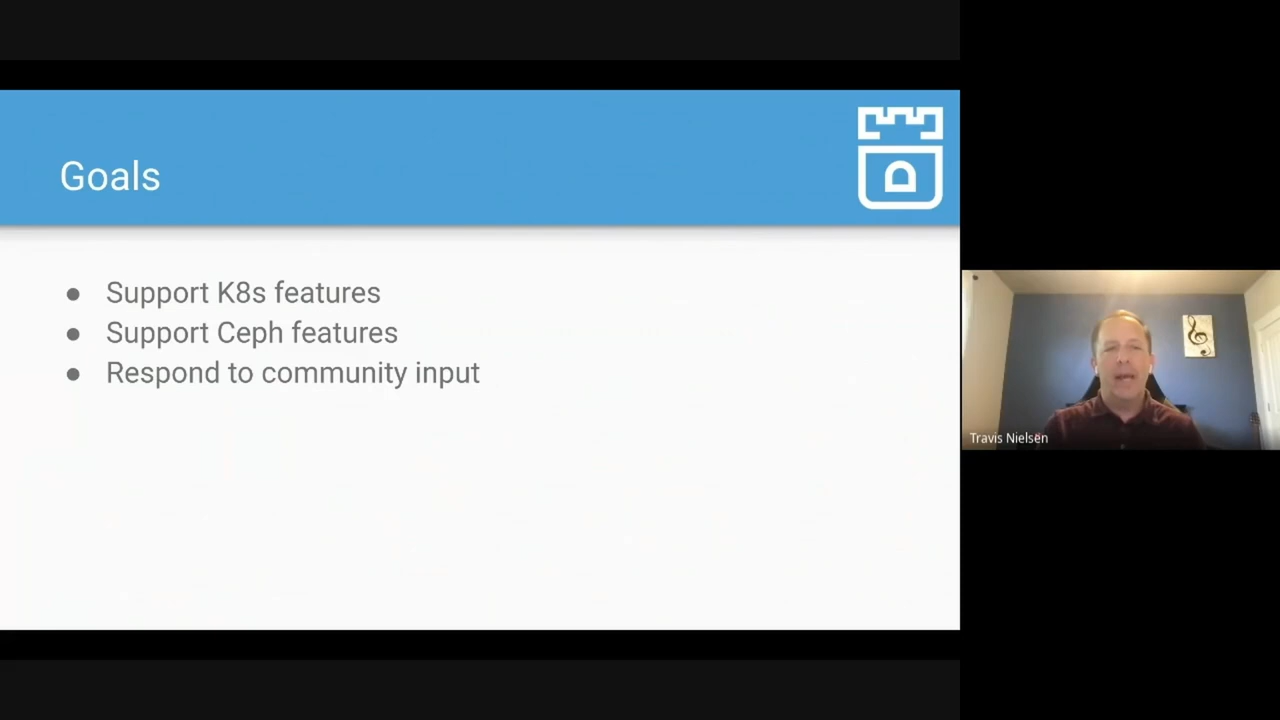 Goals
● Support K8s features
● Support Ceph features
● Respond to community input
Travis Nielsen